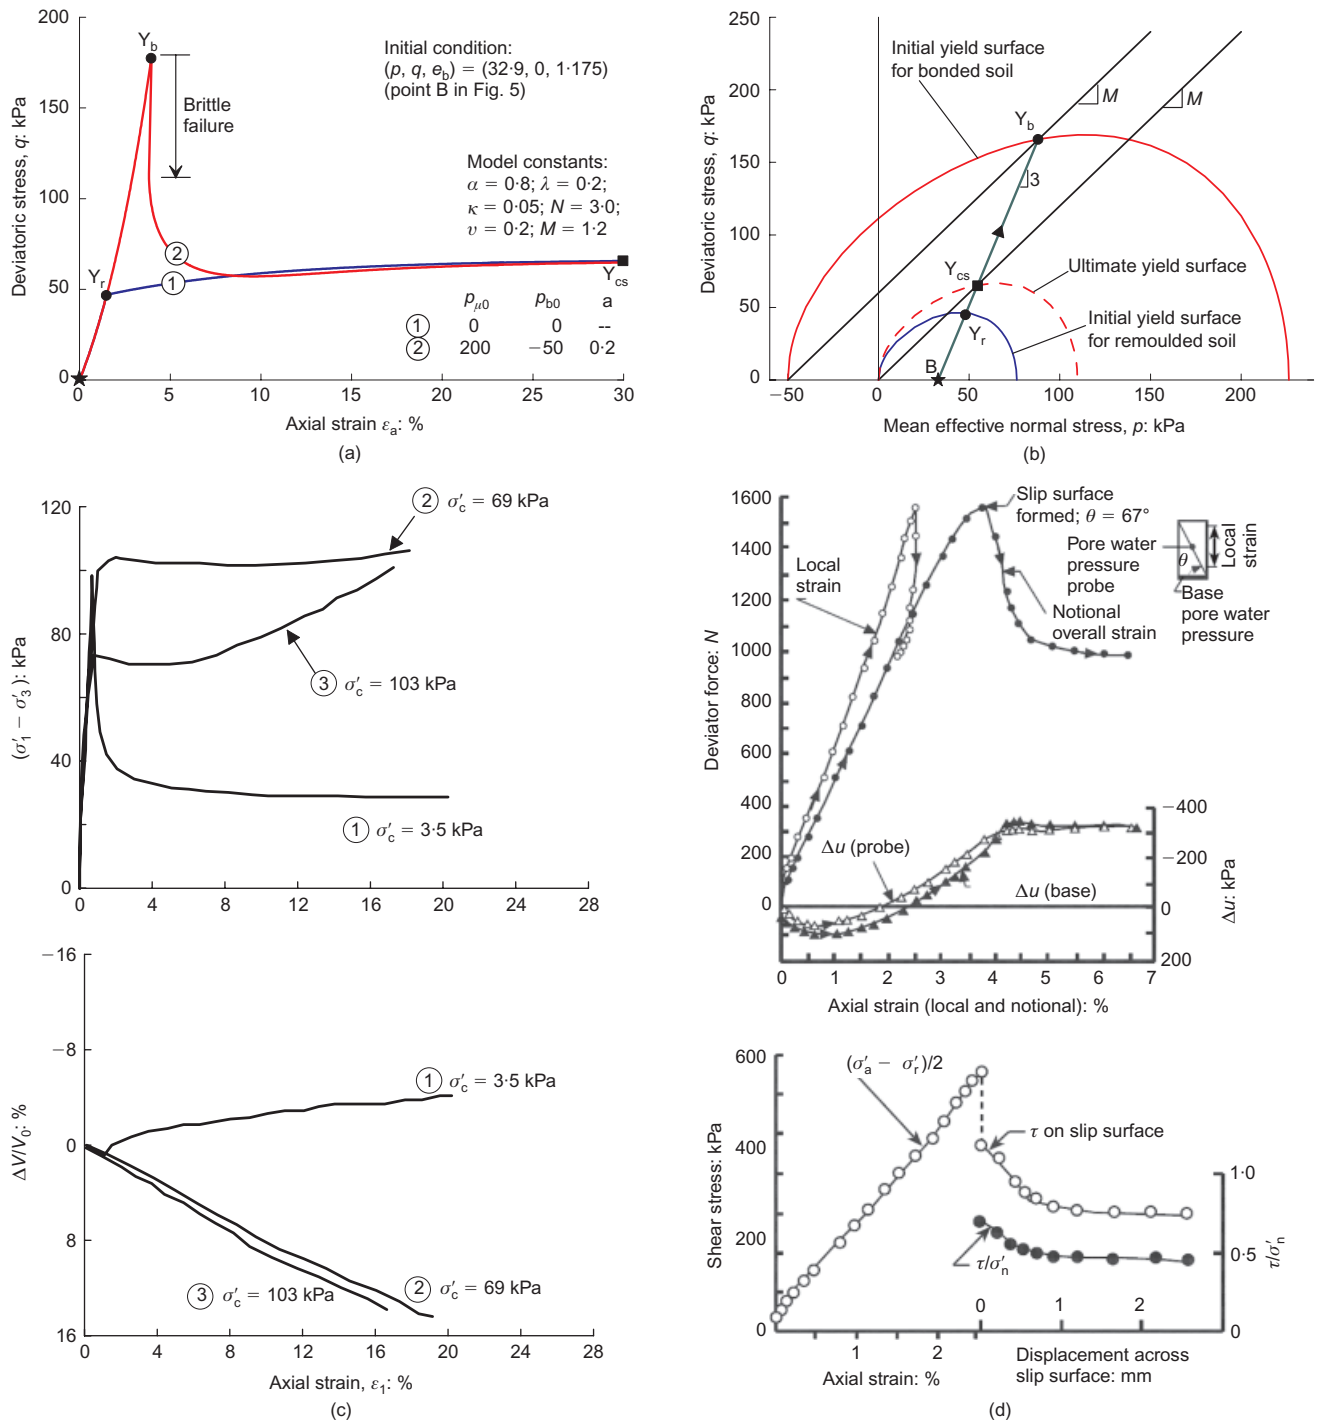 200
150
100
50
0
Deviatoric stress, q: kPa
Y_b
Brittle
failure
Initial condition:
(p, q, e_b) = (32·9, 0, 1·175)
(point B in Fig. 5)
Model constants:
α = 0·8; λ = 0·2;
κ = 0·05; N = 3·0;
υ = 0·2; M = 1·2
Y_r
2
1
Y_cs
p_μ0 p_b0 a
1 0 0 --
2 200 −50 0·2
0 5 10 15 20 25 30
Axial strain ε_a: %
(a)
250
200
150
100
50
0
Deviatoric stress, q: kPa
Initial yield surface
for bonded soil
M
M
Y_b
3
Y_cs
Ultimate yield surface
Y_r
Initial yield surface
for remoulded soil
B
−50 0 50 100 150 200
Mean effective normal stress, p: kPa
(b)
120
80
40
0
(σ′₁ − σ′₃): kPa
2 σ′_c = 69 kPa
3 σ′_c = 103 kPa
1 σ′_c = 3·5 kPa
0 4 8 12 16 20 24 28
−16
−8
0
8
16
ΔV/V₀: %
1 σ′_c = 3·5 kPa
3 σ′_c = 103 kPa
2 σ′_c = 69 kPa
0 4 8 12 16 20 24 28
Axial strain, ε₁: %
(c)
1600
1400
1200
1000
800
600
400
200
0
Deviator force: N
Slip surface
formed; θ = 67°
Local
strain
Pore water
pressure
probe
θ
Local
strain
Base
pore water
pressure
Notional
overall strain
Δu (probe)
Δu (base)
−400
−200
0
200
Δu: kPa
0 1 2 3 4 5 6 7
Axial strain (local and notional): %
600
400
200
0
Shear stress: kPa
(σ′_a − σ′_r)/2
τ on slip surface
τ/σ′_n
1·0
0·5
0
τ/σ′_n
0 1 2
1 2
Axial strain: %
Displacement across
slip surface: mm
(d)